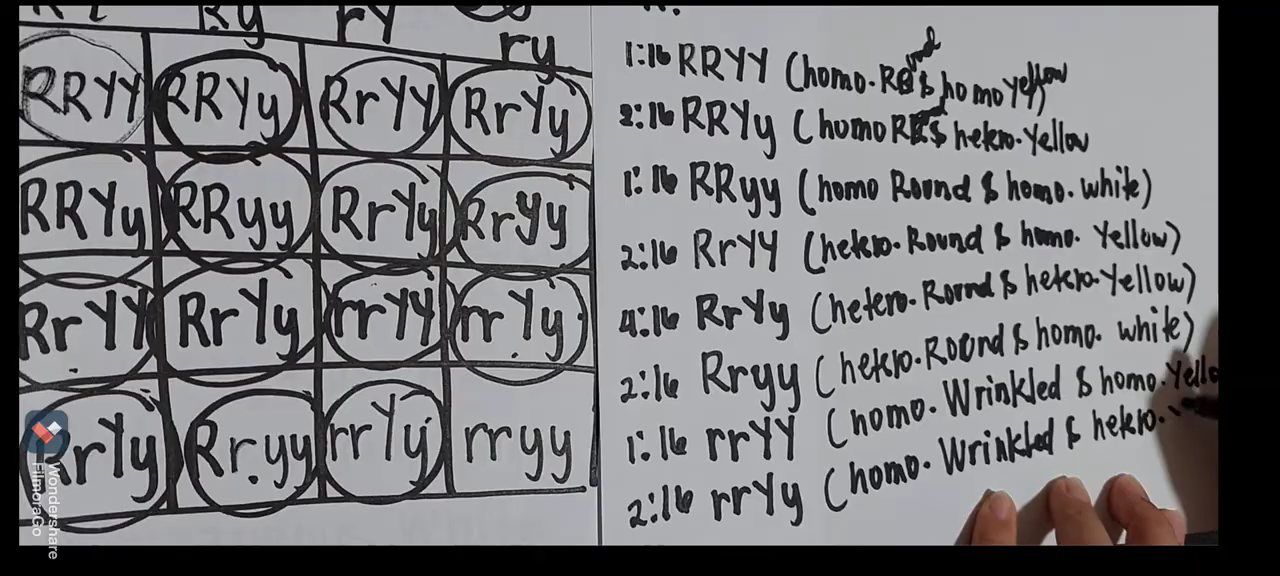 Ry rY ry
RRYY RRYy RrYY RrYy
RRYy RRyy RrYy Rryy
RrYY RrYy rrYY rrYy
RrYy Rryy rrYy rryy
1:16 RRYY (homo. Round & homo Yellow)
2:16 RRYy (homo & hetero. Yellow
1:16 RRyy (homo Round & homo. white)
2:16 RrYY (hetero. Round & homo. Yellow)
4:16 RrYy (hetero. Round & hetero. Yellow)
2:16 Rryy (hetero. Round & homo. white)
1:16 rrYY (homo. Wrinkled & homo. Yello
2:16 rrYy (homo. Wrinkled & hetero.
Wondershare
FilmoraGo